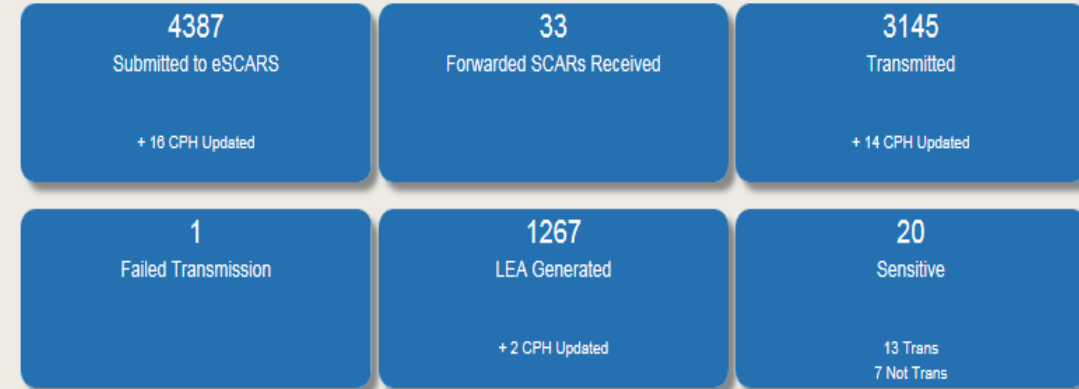 4387
Submitted to eSCARS
+ 16 CPH Updated
33
Forwarded SCARs Received
3145
Transmitted
+ 14 CPH Updated
1
Failed Transmission
1267
LEA Generated
+ 2 CPH Updated
20
Sensitive
13 Trans
7 Not Trans